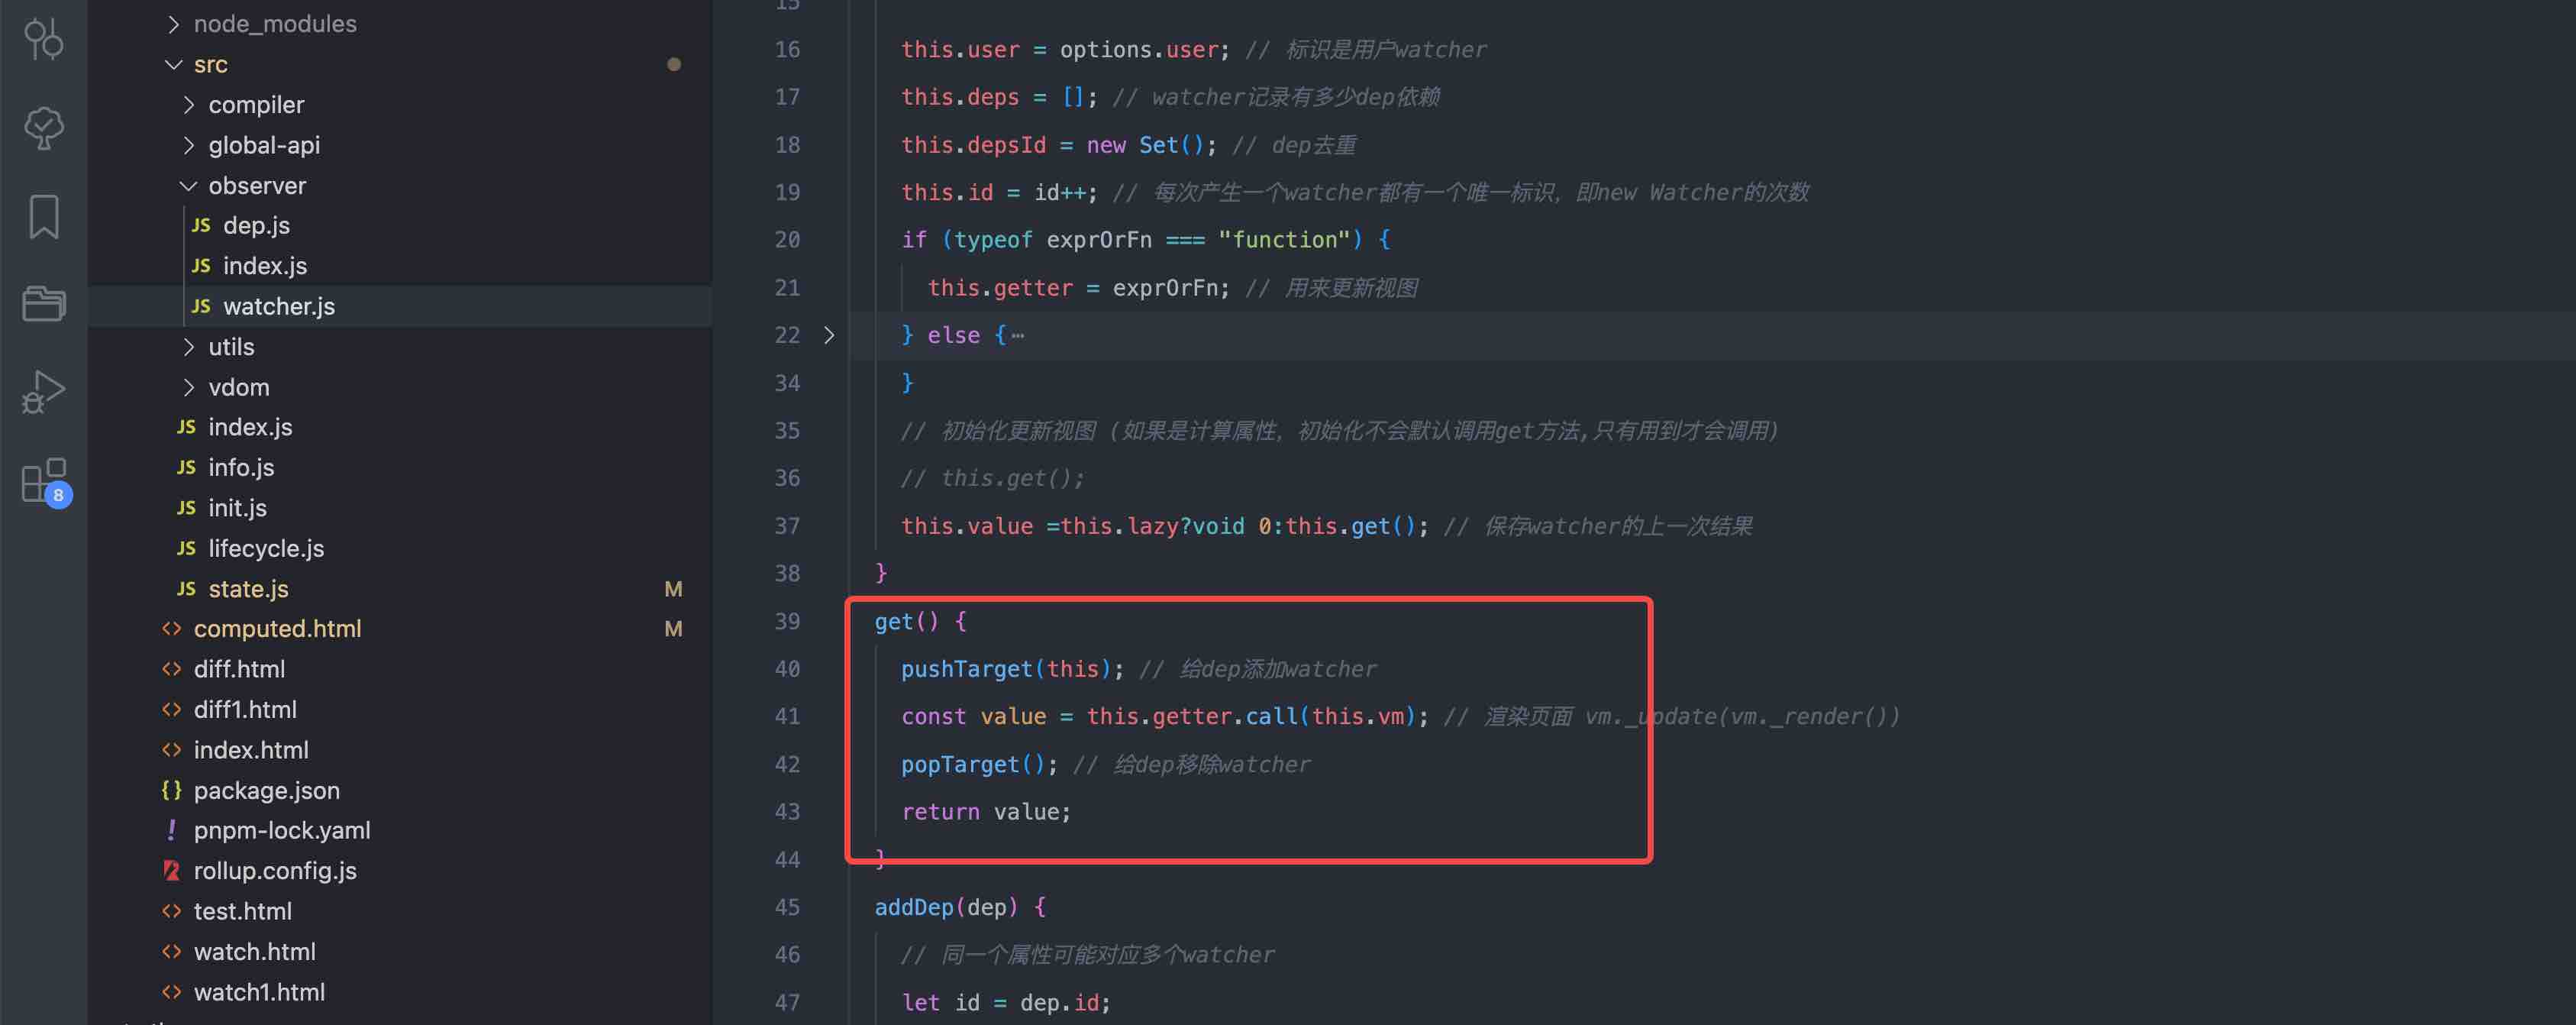 node_modules
src
compiler
global-api
observer
JS dep.js
JS index.js
JS watcher.js
utils
vdom
JS index.js
JS info.js
JS init.js
JS lifecycle.js
JS state.js M
<> computed.html M
<> diff.html
<> diff1.html
<> index.html
{} package.json
! pnpm-lock.yaml
rollup.config.js
<> test.html
<> watch.html
<> watch1.html
8
15
16 this.user = options.user; // 标识是用户watcher
17 this.deps = []; // watcher记录有多少dep依赖
18 this.depsId = new Set(); // dep去重
19 this.id = id++; // 每次产生一个watcher都有一个唯一标识, 即new Watcher的次数
20 if (typeof exprOrFn === "function") {
21 this.getter = exprOrFn; // 用来更新视图
22 } else {⋯
34 }
35 // 初始化更新视图 (如果是计算属性, 初始化不会默认调用get方法,只有用到才会调用)
36 // this.get();
37 this.value =this.lazy?void 0:this.get(); // 保存watcher的上一次结果
38 }
39 get() {
40 pushTarget(this); // 给dep添加watcher
41 const value = this.getter.call(this.vm); // 渲染页面 vm._update(vm._render())
42 popTarget(); // 给dep移除watcher
43 return value;
44 }
45 addDep(dep) {
46 // 同一个属性可能对应多个watcher
47 let id = dep.id;